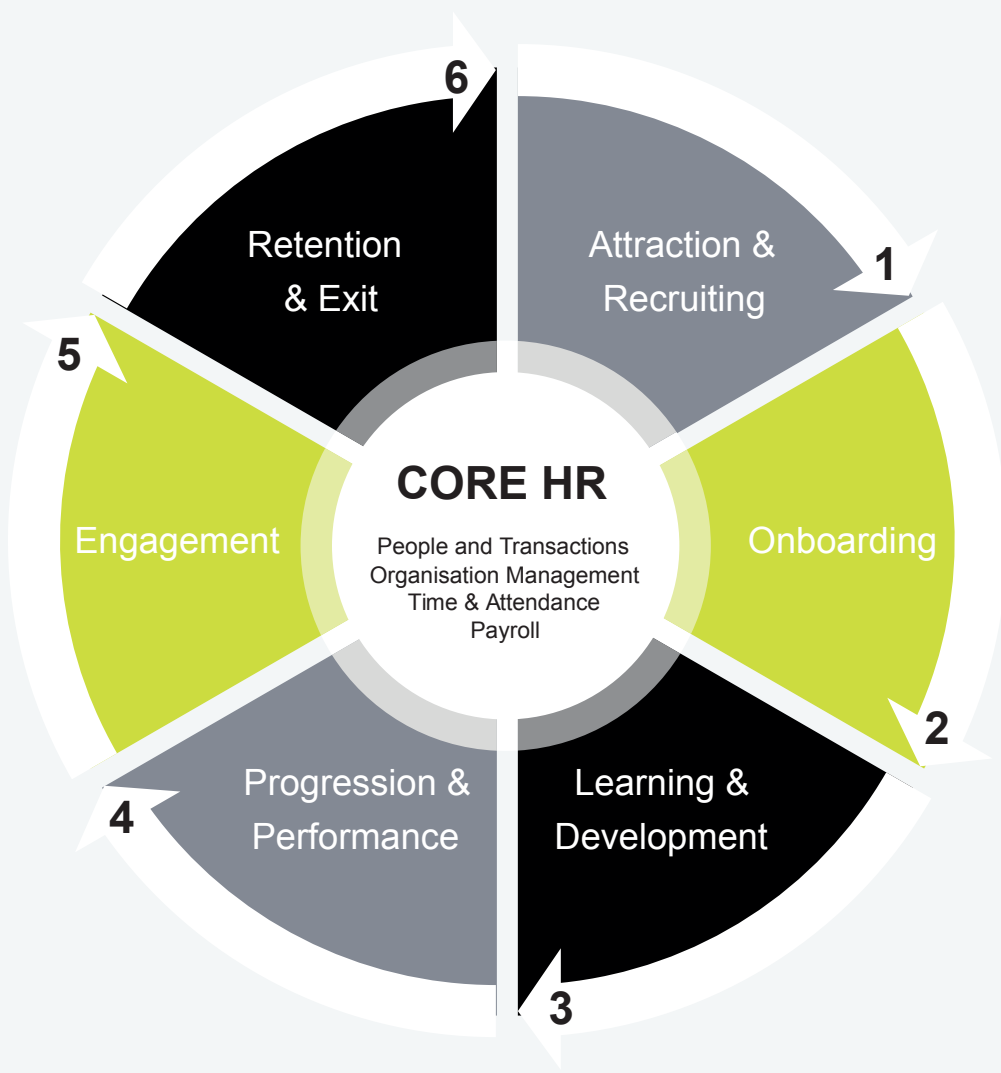 6
Retention
& Exit
Attraction &
Recruiting
1
5
Engagement
CORE HR
People and Transactions
Organisation Management
Time & Attendance
Payroll
Onboarding
2
4
Progression &
Performance
Learning &
Development
3